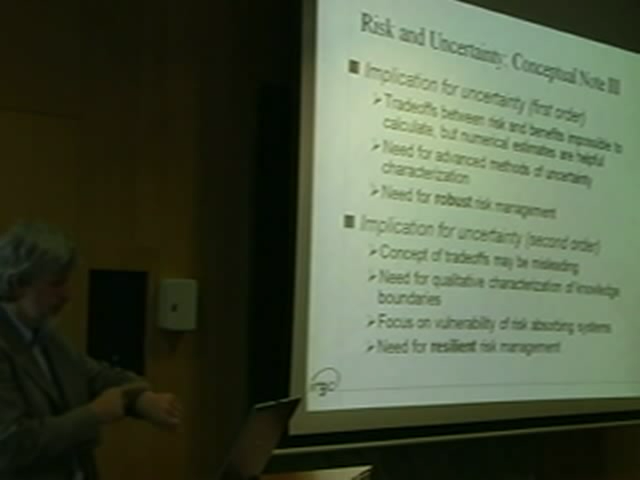 Risk and Uncertainty: Conceptual Note III
Implication for uncertainty (first order)
Tradeoffs between risk and benefits impossible to
calculate, but numerical estimates are helpful
Need for advanced methods of uncertainty
characterization
Need for robust risk management
Implication for uncertainty (second order)
Concept of tradeoffs may be misleading
Need for qualitative characterization of knowledge
boundaries
Focus on vulnerability of risk absorbing systems
Need for resilient risk management